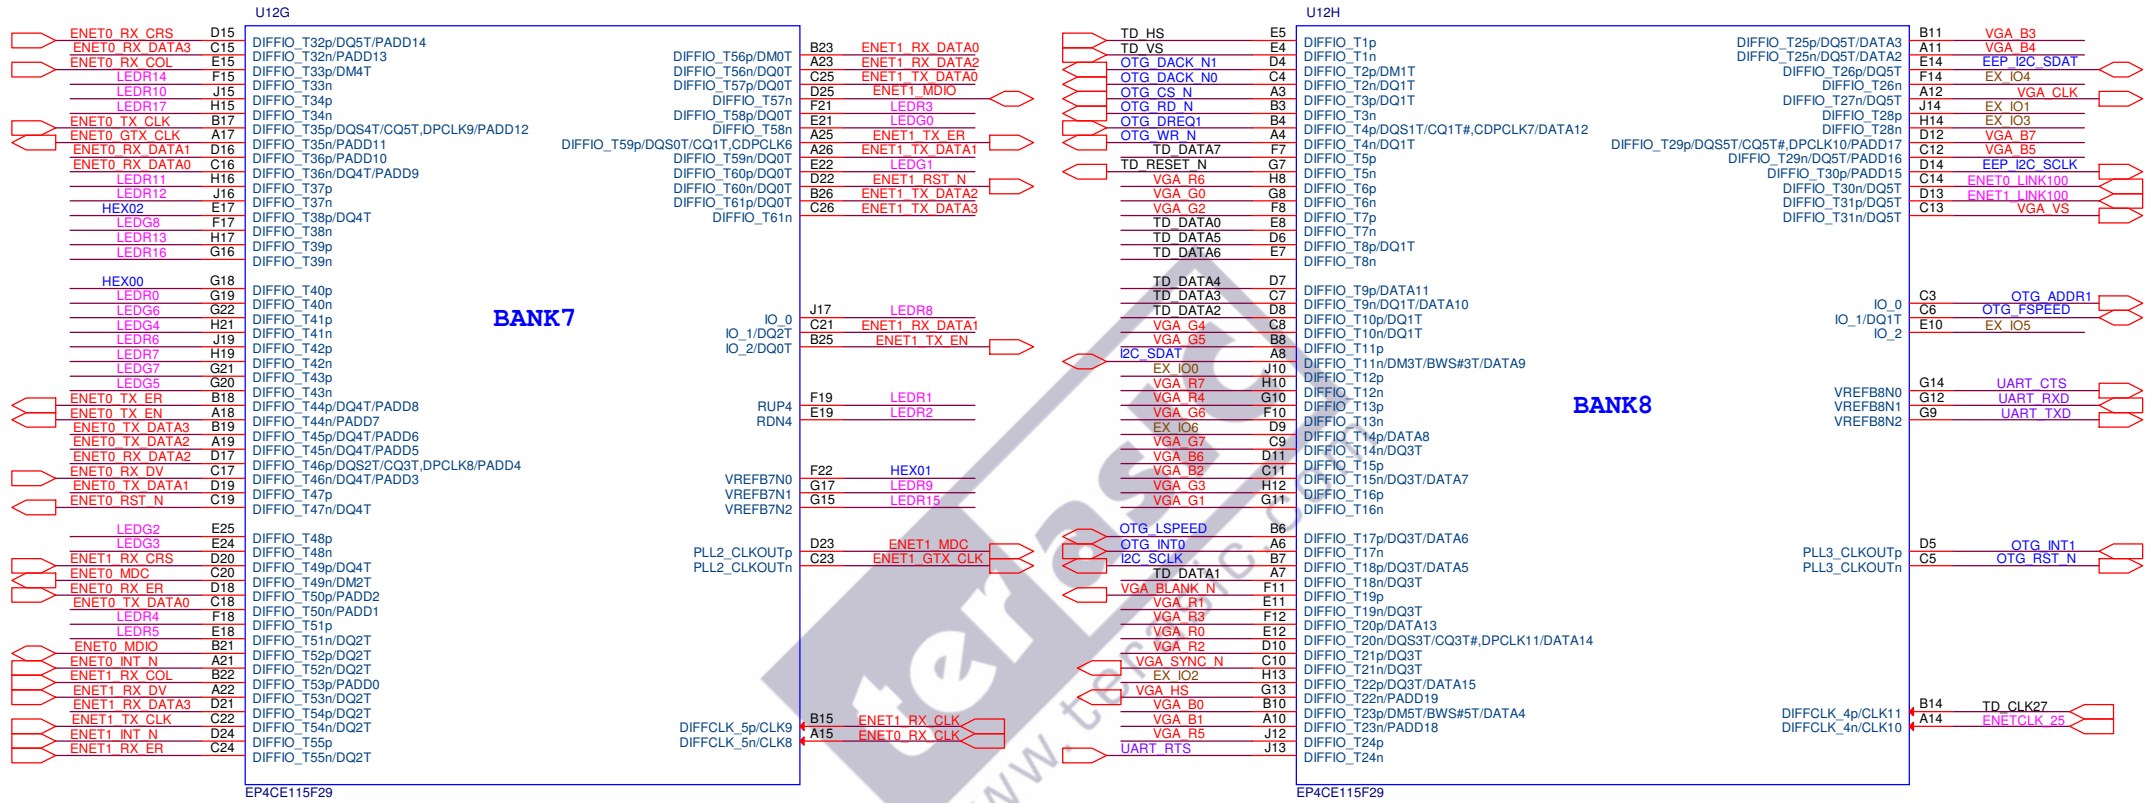 U12G
ENET0_RX_CRS D15 DIFFIO_T32p/DQ5T/PADD14
ENET0_RX_DATA3 C15 DIFFIO_T32n/PADD13
ENET0_RX_COL E15 DIFFIO_T33p/DM4T
LEDR14 F15 DIFFIO_T33n
LEDR10 J15 DIFFIO_T34p
LEDR17 H15 DIFFIO_T34n
ENET0_TX_CLK B17 DIFFIO_T35p/DQS4T/CQ5T,DPCLK9/PADD12
ENET0_GTX_CLK A17 DIFFIO_T35n/PADD11
ENET0_RX_DATA1 D16 DIFFIO_T36p/PADD10
ENET0_RX_DATA0 C16 DIFFIO_T36n/DQ4T/PADD9
LEDR11 H16 DIFFIO_T37p
LEDR12 J16 DIFFIO_T37n
HEX02 E17 DIFFIO_T38p/DQ4T
LEDG8 F17 DIFFIO_T38n
LEDR13 H17 DIFFIO_T39p
LEDR16 G16 DIFFIO_T39n
HEX00 G18 DIFFIO_T40p
LEDR0 G19 DIFFIO_T40n
LEDG6 G22 DIFFIO_T41p
LEDG4 H21 DIFFIO_T41n
LEDR6 J19 DIFFIO_T42p
LEDR7 H19 DIFFIO_T42n
LEDG7 G21 DIFFIO_T43p
LEDG5 G20 DIFFIO_T43n
ENET0_TX_ER B18 DIFFIO_T44p/DQ4T/PADD8
ENET0_TX_EN A18 DIFFIO_T44n/PADD7
ENET0_TX_DATA3 B19 DIFFIO_T45p/DQ4T/PADD6
ENET0_TX_DATA2 A19 DIFFIO_T45n/DQ4T/PADD5
ENET0_RX_DATA2 D17 DIFFIO_T46p/DQS2T/CQ3T,DPCLK8/PADD4
ENET0_RX_DV C17 DIFFIO_T46n/DQ4T/PADD3
ENET0_TX_DATA1 D19 DIFFIO_T47p
ENET0_RST_N C19 DIFFIO_T47n/DQ4T
LEDG2 E25 DIFFIO_T48p
LEDG3 E24 DIFFIO_T48n
ENET1_RX_CRS D20 DIFFIO_T49p/DQ4T
ENET0_MDC C20 DIFFIO_T49n/DM2T
ENET0_RX_ER D18 DIFFIO_T50p/PADD2
ENET0_TX_DATA0 C18 DIFFIO_T50n/PADD1
LEDR4 F18 DIFFIO_T51p
LEDR5 E18 DIFFIO_T51n/DQ2T
ENET0_MDIO B21 DIFFIO_T52p/DQ2T
ENET0_INT_N A21 DIFFIO_T52n/DQ2T
ENET1_RX_COL B22 DIFFIO_T53p/PADD0
ENET1_RX_DV A22 DIFFIO_T53n/DQ2T
ENET1_RX_DATA3 D21 DIFFIO_T54p/DQ2T
ENET1_TX_CLK C22 DIFFIO_T54n/DQ2T
ENET1_INT_N D24 DIFFIO_T55p
ENET1_RX_ER C24 DIFFIO_T55n/DQ2T
DIFFIO_T56p/DM0T B23 ENET1_RX_DATA0
DIFFIO_T56n/DQ0T A23 ENET1_RX_DATA2
DIFFIO_T57p/DQ0T C25 ENET1_TX_DATA0
DIFFIO_T57n D25 ENET1_MDIO
DIFFIO_T58p/DQ0T F21 LEDR3
DIFFIO_T58n E21 LEDG0
DIFFIO_T59p/DQS0T/CQ1T,CDPCLK6 A25 ENET1_TX_ER
DIFFIO_T59n/DQ0T A26 ENET1_TX_DATA1
DIFFIO_T60p/DQ0T E22 LEDG1
DIFFIO_T60n/DQ0T D22 ENET1_RST_N
DIFFIO_T61p/DQ0T B26 ENET1_TX_DATA2
DIFFIO_T61n C26 ENET1_TX_DATA3
BANK7
IO_0 J17 LEDR8
IO_1/DQ2T C21 ENET1_RX_DATA1
IO_2/DQ0T B25 ENET1_TX_EN
RUP4 F19 LEDR1
RDN4 E19 LEDR2
VREFB7N0 F22 HEX01
VREFB7N1 G17 LEDR9
VREFB7N2 G15 LEDR15
PLL2_CLKOUTp D23 ENET1_MDC
PLL2_CLKOUTn C23 ENET1_GTX_CLK
DIFFCLK_5p/CLK9 B15 ENET1_RX_CLK
DIFFCLK_5n/CLK8 A15 ENET0_RX_CLK
EP4CE115F29
U12H
TD_HS E5 DIFFIO_T1p
TD_VS E4 DIFFIO_T1n
OTG_DACK_N1 D4 DIFFIO_T2p/DM1T
OTG_DACK_N0 C4 DIFFIO_T2n/DQ1T
OTG_CS_N A3 DIFFIO_T3p/DQ1T
OTG_RD_N B3 DIFFIO_T3n
OTG_DREQ1 B4 DIFFIO_T4p/DQS1T/CQ1T#,CDPCLK7/DATA12
OTG_WR_N A4 DIFFIO_T4n/DQ1T
TD_DATA7 F7 DIFFIO_T5p
TD_RESET_N G7 DIFFIO_T5n
VGA_R6 H8 DIFFIO_T6p
VGA_G0 G8 DIFFIO_T6n
VGA_G2 F8 DIFFIO_T7p
TD_DATA0 E8 DIFFIO_T7n
TD_DATA5 D6 DIFFIO_T8p/DQ1T
TD_DATA6 E7 DIFFIO_T8n
TD_DATA4 D7 DIFFIO_T9p/DATA11
TD_DATA3 C7 DIFFIO_T9n/DQ1T/DATA10
TD_DATA2 D8 DIFFIO_T10p/DQ1T
VGA_G4 C8 DIFFIO_T10n/DQ1T
VGA_G5 B8 DIFFIO_T11p
I2C_SDAT A8 DIFFIO_T11n/DM3T/BWS#3T/DATA9
EX_IO0 J10 DIFFIO_T12p
VGA_R7 H10 DIFFIO_T12n
VGA_R4 G10 DIFFIO_T13p
VGA_G6 F10 DIFFIO_T13n
EX_IO6 D9 DIFFIO_T14p/DATA8
VGA_G7 C9 DIFFIO_T14n/DQ3T
VGA_B6 D11 DIFFIO_T15p
VGA_B2 C11 DIFFIO_T15n/DQ3T/DATA7
VGA_G3 H12 DIFFIO_T16p
VGA_G1 G11 DIFFIO_T16n
OTG_LSPEED B6 DIFFIO_T17p/DQ3T/DATA6
OTG_INT0 A6 DIFFIO_T17n
I2C_SCLK B7 DIFFIO_T18p/DQ3T/DATA5
TD_DATA1 A7 DIFFIO_T18n/DQ3T
VGA_BLANK_N F11 DIFFIO_T19p
VGA_R1 E11 DIFFIO_T19n/DQ3T
VGA_R3 F12 DIFFIO_T20p/DATA13
VGA_R0 E12 DIFFIO_T20n/DQS3T/CQ3T#,DPCLK11/DATA14
VGA_R2 D10 DIFFIO_T21p/DQ3T
VGA_SYNC_N C10 DIFFIO_T21n/DQ3T
EX_IO2 H13 DIFFIO_T22p/DQ3T/DATA15
VGA_HS G13 DIFFIO_T22n/PADD19
VGA_B0 B10 DIFFIO_T23p/DM5T/BWS#5T/DATA4
VGA_B1 A10 DIFFIO_T23n/PADD18
VGA_R5 J12 DIFFIO_T24p
UART_RTS J13 DIFFIO_T24n
DIFFIO_T25p/DQ5T/DATA3 B11 VGA_B3
DIFFIO_T25n/DQ5T/DATA2 A11 VGA_B4
DIFFIO_T26p/DQ5T E14 EEP_I2C_SDAT
DIFFIO_T26n F14 EX_IO4
DIFFIO_T27n/DQ5T A12 VGA_CLK
DIFFIO_T28p J14 EX_IO1
DIFFIO_T28n H14 EX_IO3
DIFFIO_T29p/DQS5T/CQ5T#,DPCLK10/PADD17 D12 VGA_B7
DIFFIO_T29n/DQ5T/PADD16 C12 VGA_B5
DIFFIO_T30p/PADD15 D14 EEP_I2C_SCLK
DIFFIO_T30n/DQ5T C14 ENET0_LINK100
DIFFIO_T31p/DQ5T D13 ENET1_LINK100
DIFFIO_T31n/DQ5T C13 VGA_VS
IO_0 C3 OTG_ADDR1
IO_1/DQ1T C6 OTG_FSPEED
IO_2 E10 EX_IO5
BANK8
VREFB8N0 G14 UART_CTS
VREFB8N1 G12 UART_RXD
VREFB8N2 G9 UART_TXD
PLL3_CLKOUTp D5 OTG_INT1
PLL3_CLKOUTn C5 OTG_RST_N
DIFFCLK_4p/CLK11 B14 TD_CLK27
DIFFCLK_4n/CLK10 A14 ENETCLK_25
EP4CE115F29
terasic
www.terasic.com